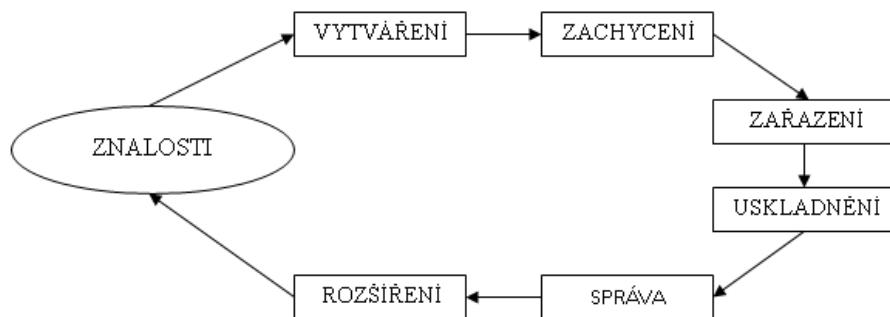 VYTVÁŘENÍ
ZACHYCENÍ
ZAŘAZENÍ
ZNALOSTI
USKLADNĚNÍ
ROZŠÍŘENÍ
SPRÁVA